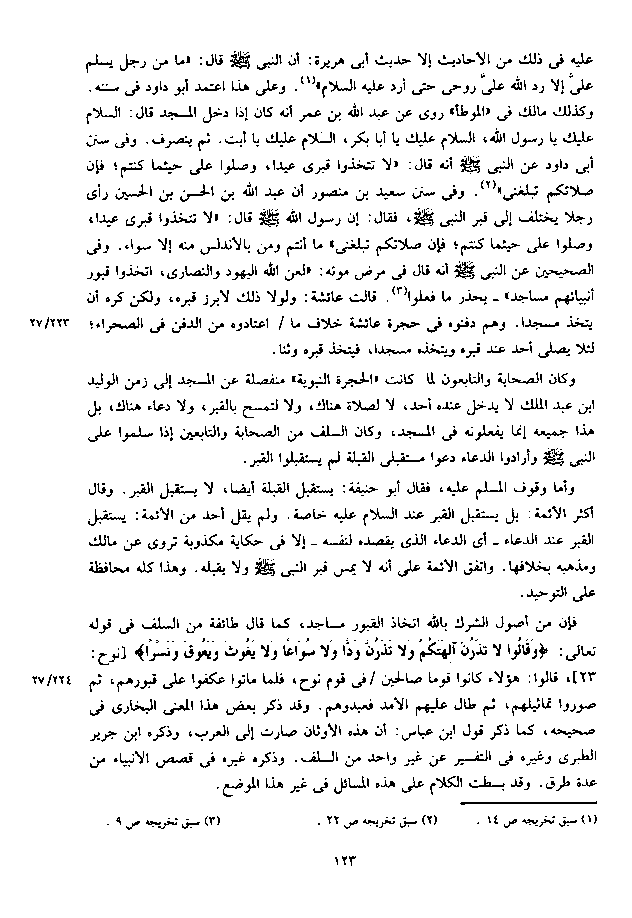 عليه فى ذلك من الأحاديث إلا حديث أبى هريرة: أن النبى ﷺ قال: «ما من رجل يسلم
علىَّ إلا رد الله علىَّ روحى حتى أرد عليه السلام»(١). وعلى هذا اعتمد أبو داود فى سننه.
وكذلك مالك فى «الموطأ» روى عن عبد الله بن عمر أنه كان إذا دخل المسجد قال: السلام
عليك يا رسول الله، السلام عليك يا أبا بكر، السلام عليك يا أبت. ثم ينصرف. وفى سنن
أبى داود عن النبى ﷺ أنه قال: «لا تتخذوا قبرى عيدا، وصلوا على حيثما كنتم؛ فإن
صلاتكم تبلغنى»(٢). وفى سنن سعيد بن منصور أن عبد الله بن الحسن بن الحسين رأى
رجلا يختلف إلى قبر النبى ﷺ، فقال: إن رسول الله ﷺ قال: «لا تتخذوا قبرى عيدا،
وصلوا على حيثما كنتم؛ فإن صلاتكم تبلغنى» ما أنتم ومن بالأندلس منه إلا سواء. وفى
الصحيحين عن النبى ﷺ أنه قال فى مرض موته: «لعن الله اليهود والنصارى، اتخذوا قبور
أنبيائهم مساجد» ـ يحذر ما فعلوا(٣). قالت عائشة: ولولا ذلك لأبرز قبره، ولكن كره أن
يتخذ مسجدا. وهم دفنوه فى حجرة عائشة خلاف ما / اعتادوه من الدفن فى الصحراء؛ ٢٧/٢٢٣
لئلا يصلى أحد عند قبره ويتخذه مسجدا، فيتخذ قبره وثنا.
وكان الصحابة والتابعون لما كانت «الحجرة النبوية» منفصلة عن المسجد إلى زمن الوليد
ابن عبد الملك لا يدخل عنده أحد، لا لصلاة هناك، ولا لتمسح بالقبر، ولا دعاء هناك، بل
هذا جميعه إنما يفعلونه فى المسجد، وكان السلف من الصحابة والتابعين إذا سلموا على
النبى ﷺ وأرادوا الدعاء دعوا مستقبلى القبلة لم يستقبلوا القبر.
وأما وقوف المسلم عليه، فقال أبو حنيفة: يستقبل القبلة أيضا، لا يستقبل القبر. وقال
أكثر الأئمة: بل يستقبل القبر عند السلام عليه خاصة. ولم يقل أحد من الأئمة: يستقبل
القبر عند الدعاء ـ أى الدعاء الذى يقصده لنفسه ـ إلا فى حكاية مكذوبة تروى عن مالك
ومذهبه بخلافها. واتفق الأئمة على أنه لا يمس قبر النبى ﷺ ولا يقبله. وهذا كله محافظة
على التوحيد.
فإن من أصول الشرك بالله اتخاذ القبور مساجد، كما قال طائفة من السلف فى قوله
تعالى: ﴿وَقَالُوا لا تَذَرُنَّ آلِهَتَكُمْ وَلا تَذَرُنَّ وَدًّا وَلا سُوَاعًا وَلا يَغُوثَ وَيَعُوقَ وَنَسْرًا﴾ [نوح:
٢٣]، قالوا: هؤلاء كانوا قوما صالحين / فى قوم نوح، فلما ماتوا عكفوا على قبورهم، ثم ٢٧/٢٢٤
صوروا تماثيلهم، ثم طال عليهم الأمد فعبدوهم. وقد ذكر بعض هذا المعنى البخارى فى
صحيحه، كما ذكر قول ابن عباس: أن هذه الأوثان صارت إلى العرب، وذكره ابن جرير
الطبرى وغيره فى التفسير عن غير واحد من السلف. وذكره غيره فى قصص الأنبياء من
عدة طرق. وقد بسطت الكلام على هذه المسائل فى غير هذا الموضع.
(١) سبق تخريجه ص ١٤ . (٢) سبق تخريجه ص ٢٢ . (٣) سبق تخريجه ص ٩ .
١٢٣